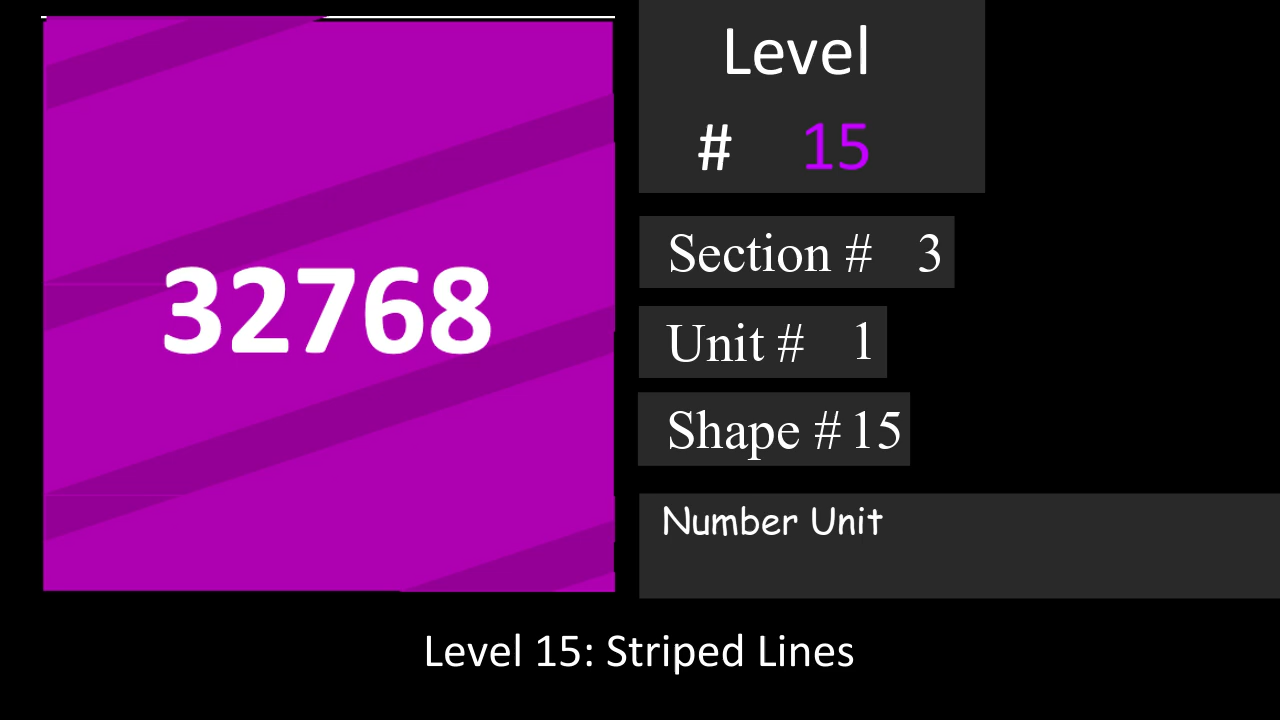 32768
Level
# 15
Section # 3
Unit # 1
Shape # 15
Number Unit
Level 15: Striped Lines